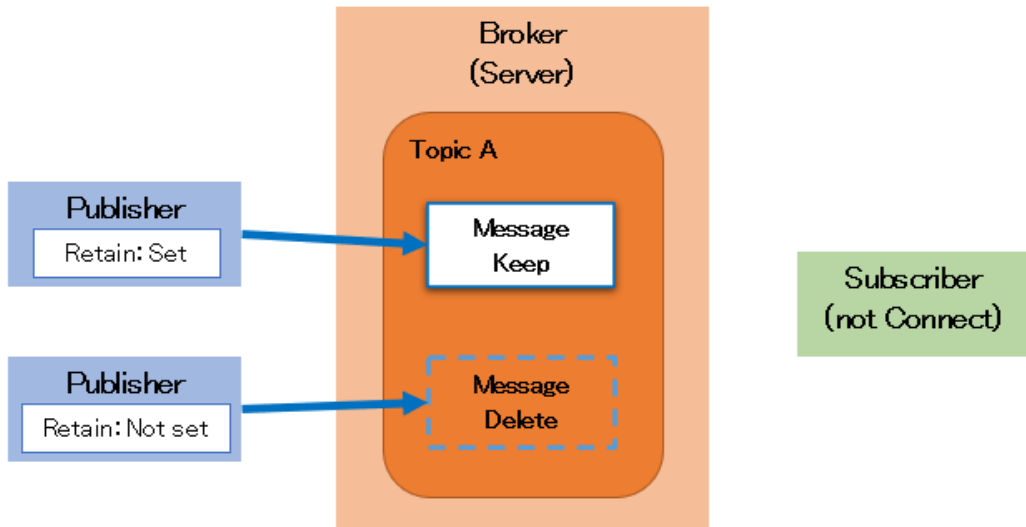 Broker
(Server)
Topic A
Publisher
Retain: Set
Message
Keep
Subscriber
(not Connect)
Publisher
Retain: Not set
Message
Delete